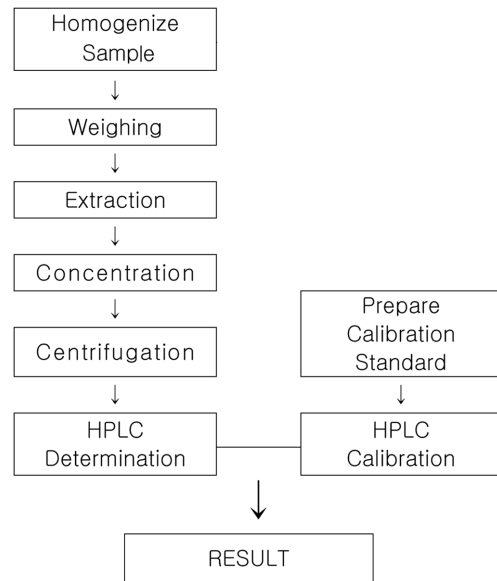 Homogenize
Sample
Weighing
Extraction
Concentration
Centrifugation
HPLC
Determination
Prepare
Calibration
Standard
HPLC
Calibration
RESULT